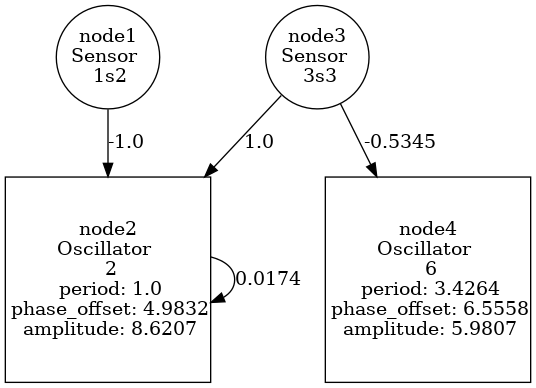 node1
Sensor
1s2
node3
Sensor
3s3
-1.0
1.0
-0.5345
node2
Oscillator
2
period: 1.0
phase_offset: 4.9832
amplitude: 8.6207
0.0174
node4
Oscillator
6
period: 3.4264
phase_offset: 6.5558
amplitude: 5.9807